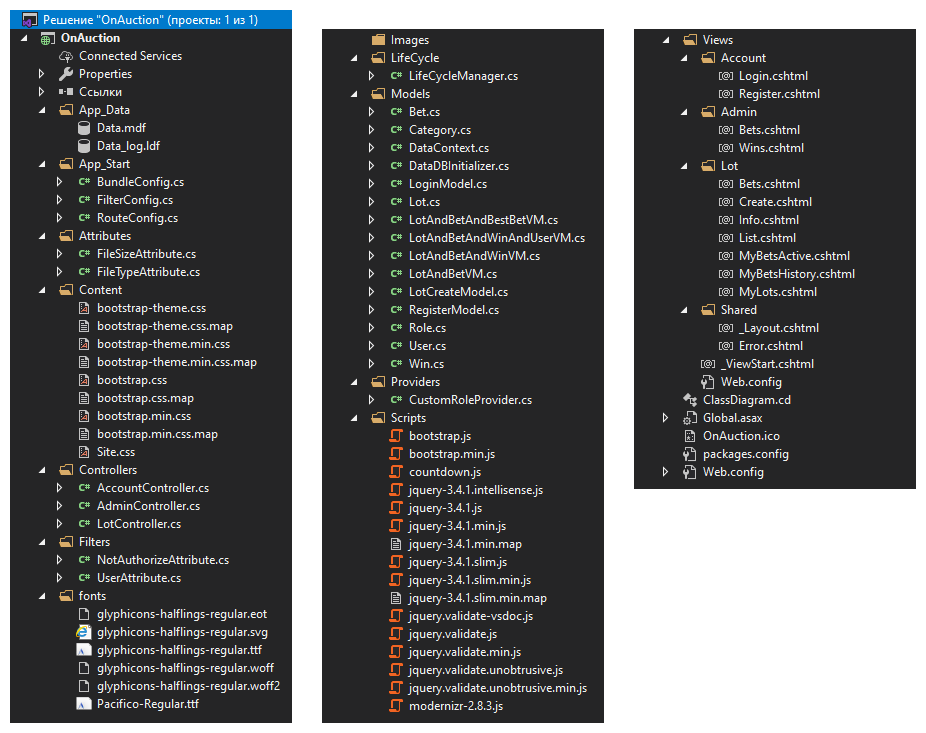 Решение "OnAuction" (проекты: 1 из 1)
OnAuction
Connected Services
Properties
Ссылки
App_Data
Data.mdf
Data_log.ldf
App_Start
C# BundleConfig.cs
C# FilterConfig.cs
C# RouteConfig.cs
Attributes
C# FileSizeAttribute.cs
C# FileTypeAttribute.cs
Content
bootstrap-theme.css
bootstrap-theme.css.map
bootstrap-theme.min.css
bootstrap-theme.min.css.map
bootstrap.css
bootstrap.css.map
bootstrap.min.css
bootstrap.min.css.map
Site.css
Controllers
C# AccountController.cs
C# AdminController.cs
C# LotController.cs
Filters
C# NotAuthorizeAttribute.cs
C# UserAttribute.cs
fonts
glyphicons-halflings-regular.eot
glyphicons-halflings-regular.svg
glyphicons-halflings-regular.ttf
glyphicons-halflings-regular.woff
glyphicons-halflings-regular.woff2
Pacifico-Regular.ttf
Images
LifeCycle
C# LifeCycleManager.cs
Models
C# Bet.cs
C# Category.cs
C# DataContext.cs
C# DataDBInitializer.cs
C# LoginModel.cs
C# Lot.cs
C# LotAndBetAndBestBetVM.cs
C# LotAndBetAndWinAndUserVM.cs
C# LotAndBetAndWinVM.cs
C# LotAndBetVM.cs
C# LotCreateModel.cs
C# RegisterModel.cs
C# Role.cs
C# User.cs
C# Win.cs
Providers
C# CustomRoleProvider.cs
Scripts
bootstrap.js
bootstrap.min.js
countdown.js
jquery-3.4.1.intellisense.js
jquery-3.4.1.js
jquery-3.4.1.min.js
jquery-3.4.1.min.map
jquery-3.4.1.slim.js
jquery-3.4.1.slim.min.js
jquery-3.4.1.slim.min.map
jquery.validate-vsdoc.js
jquery.validate.js
jquery.validate.min.js
jquery.validate.unobtrusive.js
jquery.validate.unobtrusive.min.js
modernizr-2.8.3.js
Views
Account
[@] Login.cshtml
[@] Register.cshtml
Admin
[@] Bets.cshtml
[@] Wins.cshtml
Lot
[@] Bets.cshtml
[@] Create.cshtml
[@] Info.cshtml
[@] List.cshtml
[@] MyBetsActive.cshtml
[@] MyBetsHistory.cshtml
[@] MyLots.cshtml
Shared
[@] _Layout.cshtml
[@] Error.cshtml
[@] _ViewStart.cshtml
Web.config
ClassDiagram.cd
Global.asax
OnAuction.ico
packages.config
Web.config